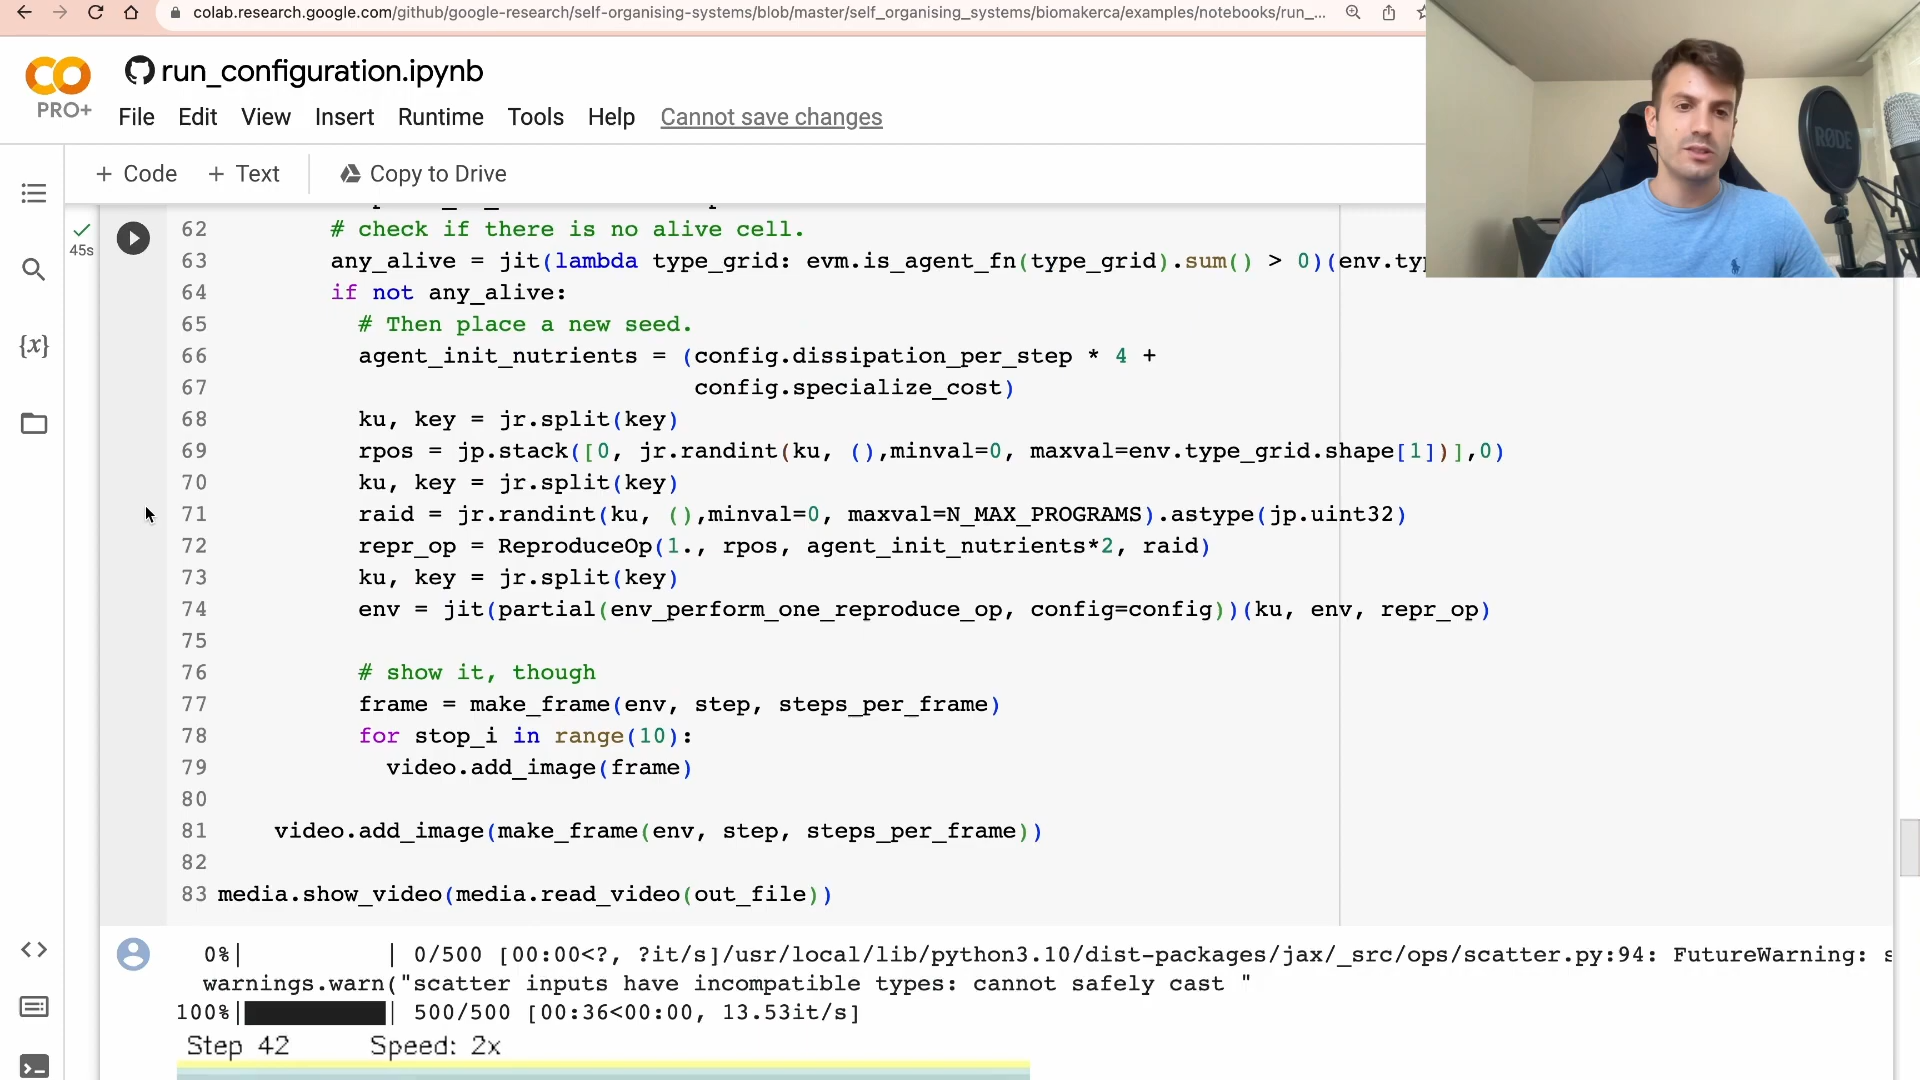 colab.research.google.com/github/google-research/self-organising-systems/blob/master/self_organising_systems/biomakerca/examples/notebooks/run_...
PRO+
run_configuration.ipynb
File Edit View Insert Runtime Tools Help Cannot save changes
+ Code + Text Copy to Drive
45s
62 # check if there is no alive cell.
63 any_alive = jit(lambda type_grid: evm.is_agent_fn(type_grid).sum() > 0)(env.typ
64 if not any_alive:
65 # Then place a new seed.
66 agent_init_nutrients = (config.dissipation_per_step * 4 +
67 config.specialize_cost)
68 ku, key = jr.split(key)
69 rpos = jp.stack([0, jr.randint(ku, (),minval=0, maxval=env.type_grid.shape[1])],0)
70 ku, key = jr.split(key)
71 raid = jr.randint(ku, (),minval=0, maxval=N_MAX_PROGRAMS).astype(jp.uint32)
72 repr_op = ReproduceOp(1., rpos, agent_init_nutrients*2, raid)
73 ku, key = jr.split(key)
74 env = jit(partial(env_perform_one_reproduce_op, config=config))(ku, env, repr_op)
75
76 # show it, though
77 frame = make_frame(env, step, steps_per_frame)
78 for stop_i in range(10):
79 video.add_image(frame)
80
81 video.add_image(make_frame(env, step, steps_per_frame))
82
83 media.show_video(media.read_video(out_file))
0%| | 0/500 [00:00<?, ?it/s]/usr/local/lib/python3.10/dist-packages/jax/_src/ops/scatter.py:94: FutureWarning: s
warnings.warn("scatter inputs have incompatible types: cannot safely cast "
100%| | 500/500 [00:36<00:00, 13.53it/s]
Step 42 Speed: 2x
{x}
RØDE